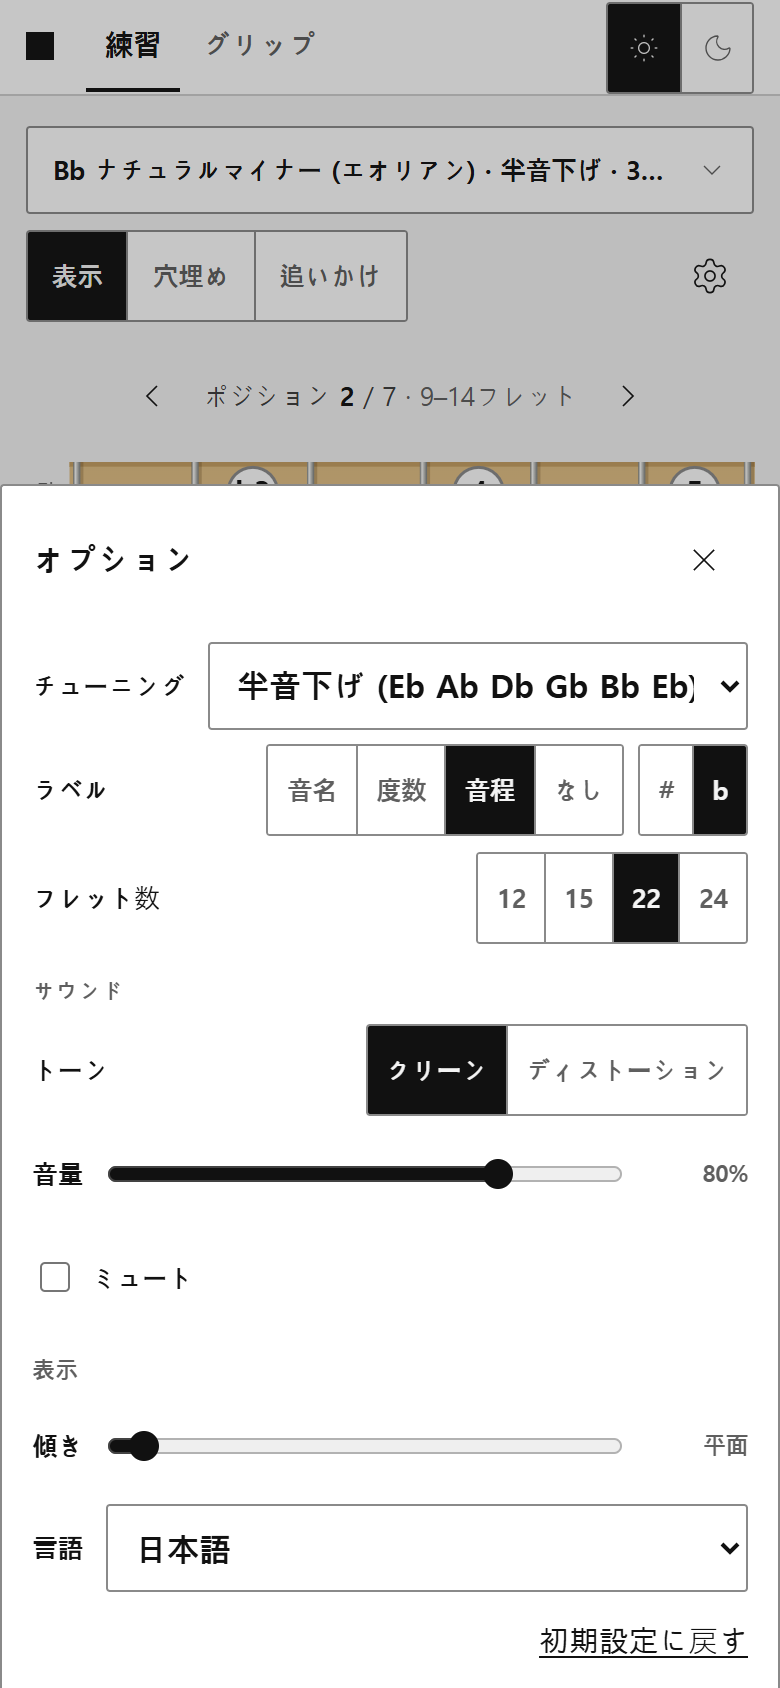 練習 グリップ
Bb ナチュラルマイナー (エオリアン) · 半音下げ · 3...
表示 穴埋め 追いかけ
ポジション 2 / 7 · 9–14フレット
オプション
チューニング 半音下げ (Eb Ab Db Gb Bb Eb)
ラベル 音名 度数 音程 なし # b
フレット数 12 15 22 24
サウンド
トーン クリーン ディストーション
音量 80%
ミュート
表示
傾き 平面
言語 日本語
初期設定に戻す